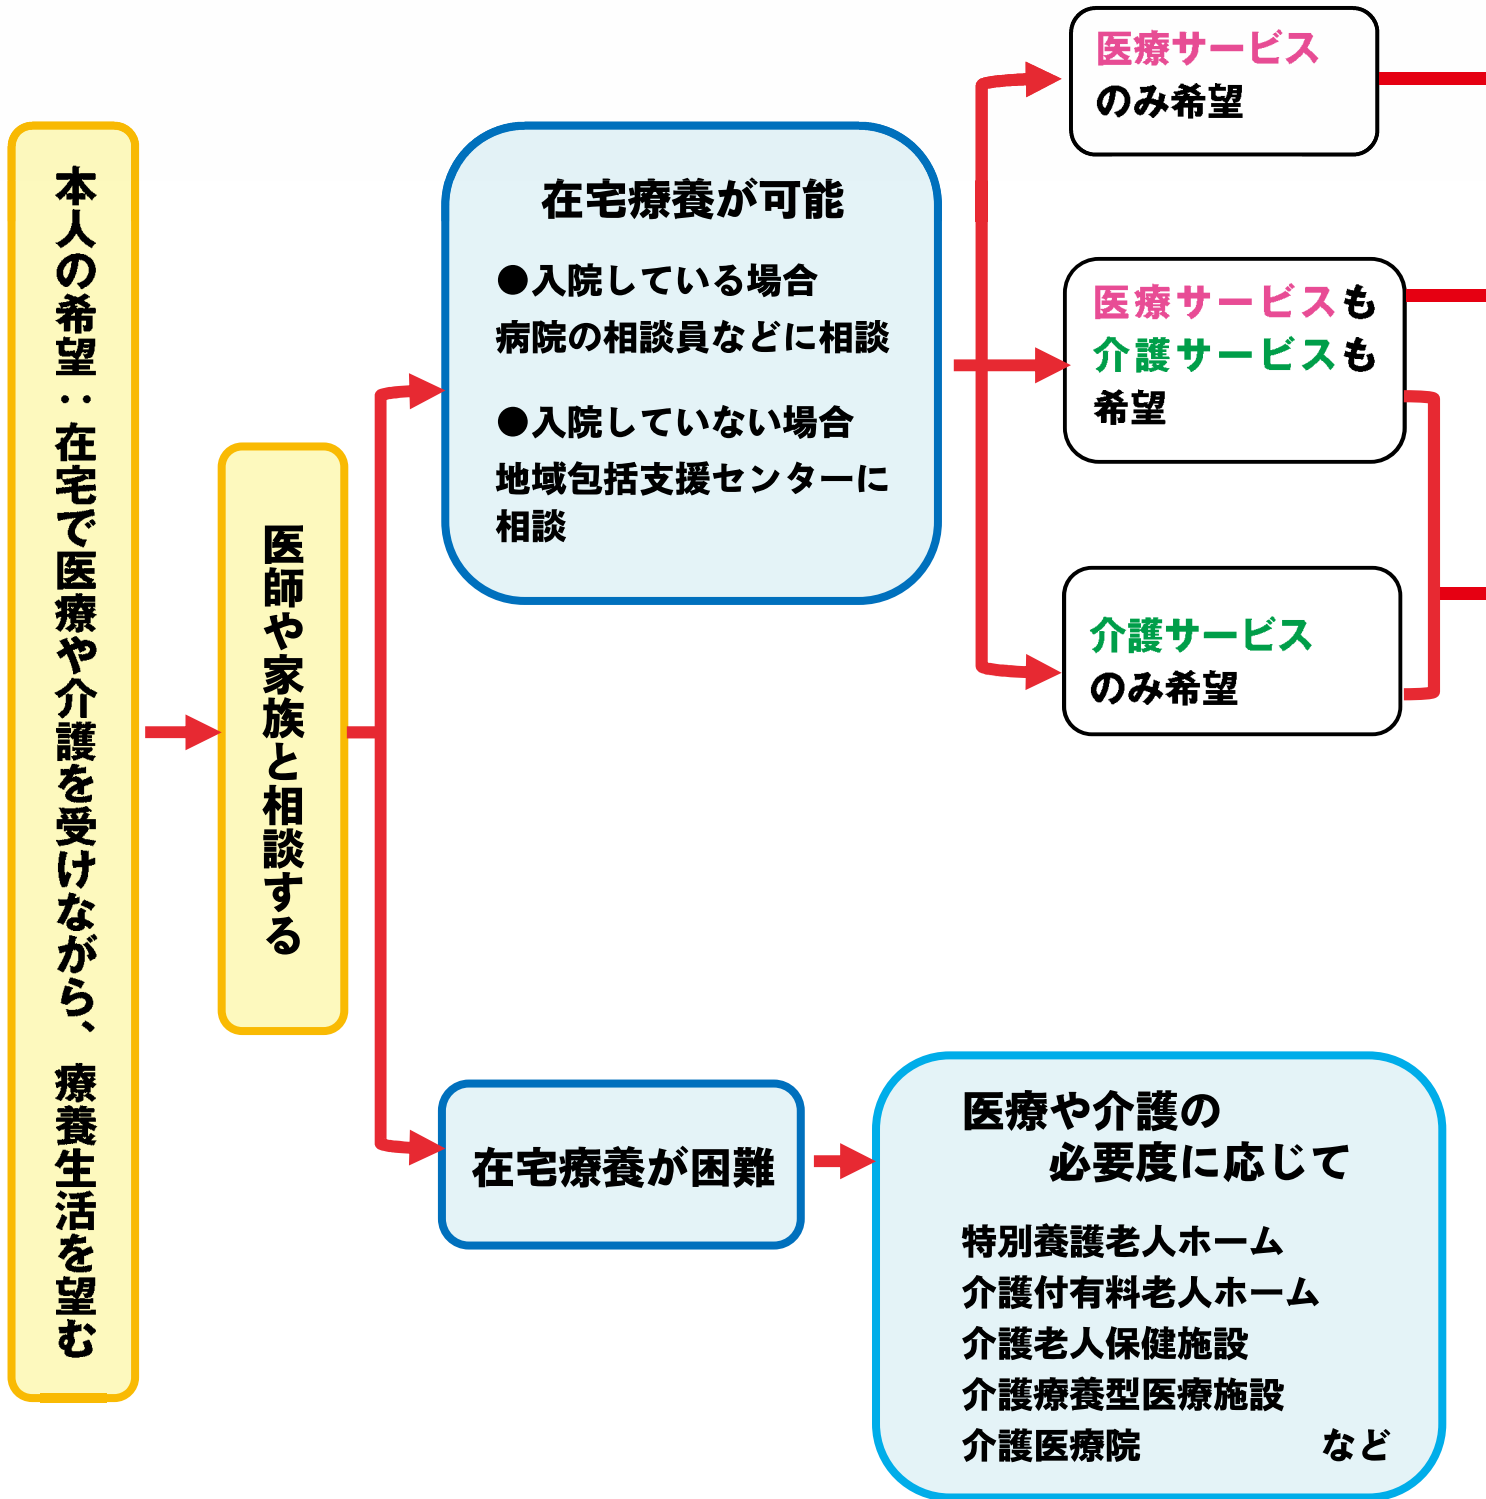 本人の希望：在宅で医療や介護を受けながら、療養生活を望む
医師や家族と相談する
在宅療養が可能
●入院している場合
病院の相談員などに相談
●入院していない場合
地域包括支援センターに
相談
医療サービス
のみ希望
医療サービスも
介護サービスも
希望
介護サービス
のみ希望
在宅療養が困難
医療や介護の
必要度に応じて
特別養護老人ホーム
介護付有料老人ホーム
介護老人保健施設
介護療養型医療施設
介護医療院 など